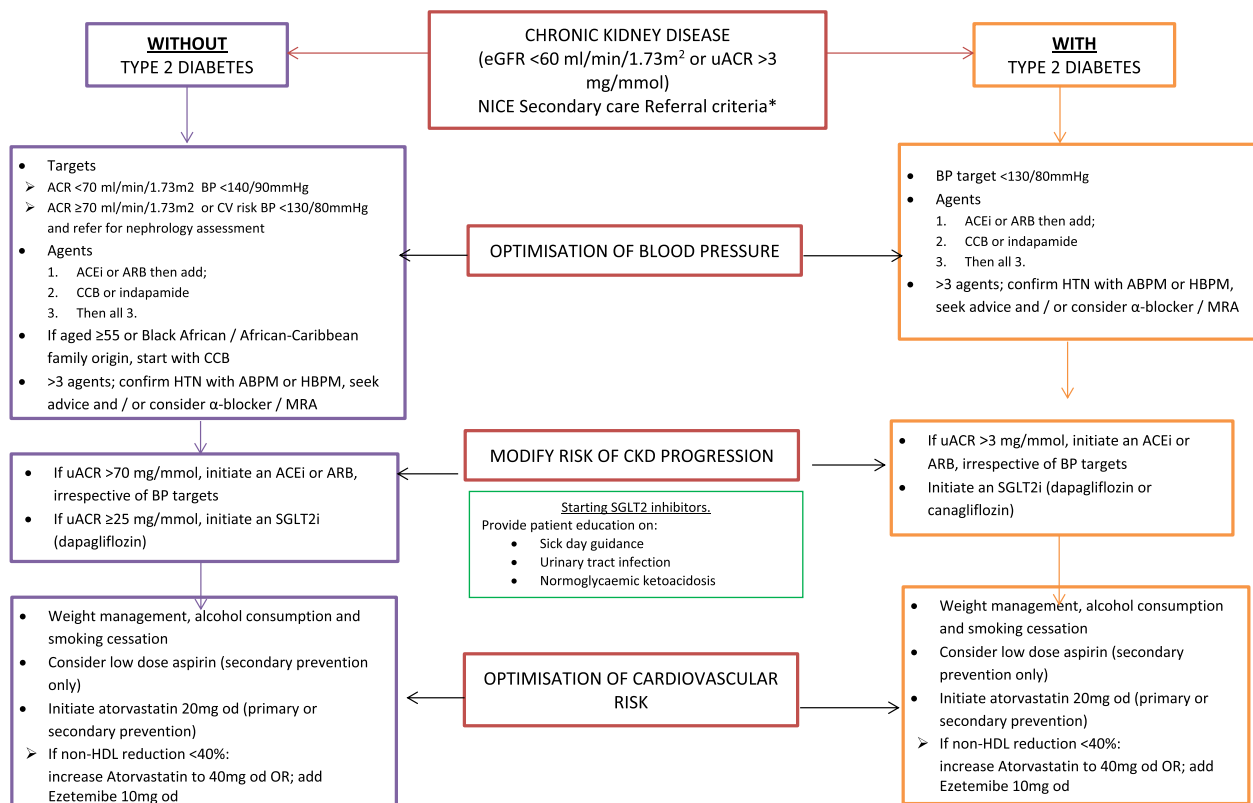 CHRONIC KIDNEY DISEASE
(eGFR <60 ml/min/1.73m² or uACR >3
mg/mmol)
NICE Secondary care Referral criteria*
WITHOUT
TYPE 2 DIABETES
WITH
TYPE 2 DIABETES
• Targets
➢ ACR <70 ml/min/1.73m2 BP <140/90mmHg
➢ ACR ≥70 ml/min/1.73m2 or CV risk BP <130/80mmHg
and refer for nephrology assessment
• Agents
1. ACEi or ARB then add;
2. CCB or indapamide
3. Then all 3.
• If aged ≥55 or Black African / African-Caribbean
family origin, start with CCB
• >3 agents; confirm HTN with ABPM or HBPM, seek
advice and / or consider α-blocker / MRA
OPTIMISATION OF BLOOD PRESSURE
• BP target <130/80mmHg
• Agents
1. ACEi or ARB then add;
2. CCB or indapamide
3. Then all 3.
• >3 agents; confirm HTN with ABPM or HBPM,
seek advice and / or consider α-blocker / MRA
• If uACR >70 mg/mmol, initiate an ACEi or ARB,
irrespective of BP targets
• If uACR ≥25 mg/mmol, initiate an SGLT2i
(dapagliflozin)
MODIFY RISK OF CKD PROGRESSION
Starting SGLT2 inhibitors.
Provide patient education on:
• Sick day guidance
• Urinary tract infection
• Normoglycaemic ketoacidosis
• If uACR >3 mg/mmol, initiate an ACEi or
ARB, irrespective of BP targets
• Initiate an SGLT2i (dapagliflozin or
canagliflozin)
• Weight management, alcohol consumption and
smoking cessation
• Consider low dose aspirin (secondary prevention
only)
• Initiate atorvastatin 20mg od (primary or
secondary prevention)
➢ If non-HDL reduction <40%:
increase Atorvastatin to 40mg od OR; add
Ezetemibe 10mg od
OPTIMISATION OF CARDIOVASCULAR
RISK
• Weight management, alcohol consumption
and smoking cessation
• Consider low dose aspirin (secondary
prevention only)
• Initiate atorvastatin 20mg od (primary or
secondary prevention)
➢ If non-HDL reduction <40%:
increase Atorvastatin to 40mg od OR; add
Ezetemibe 10mg od